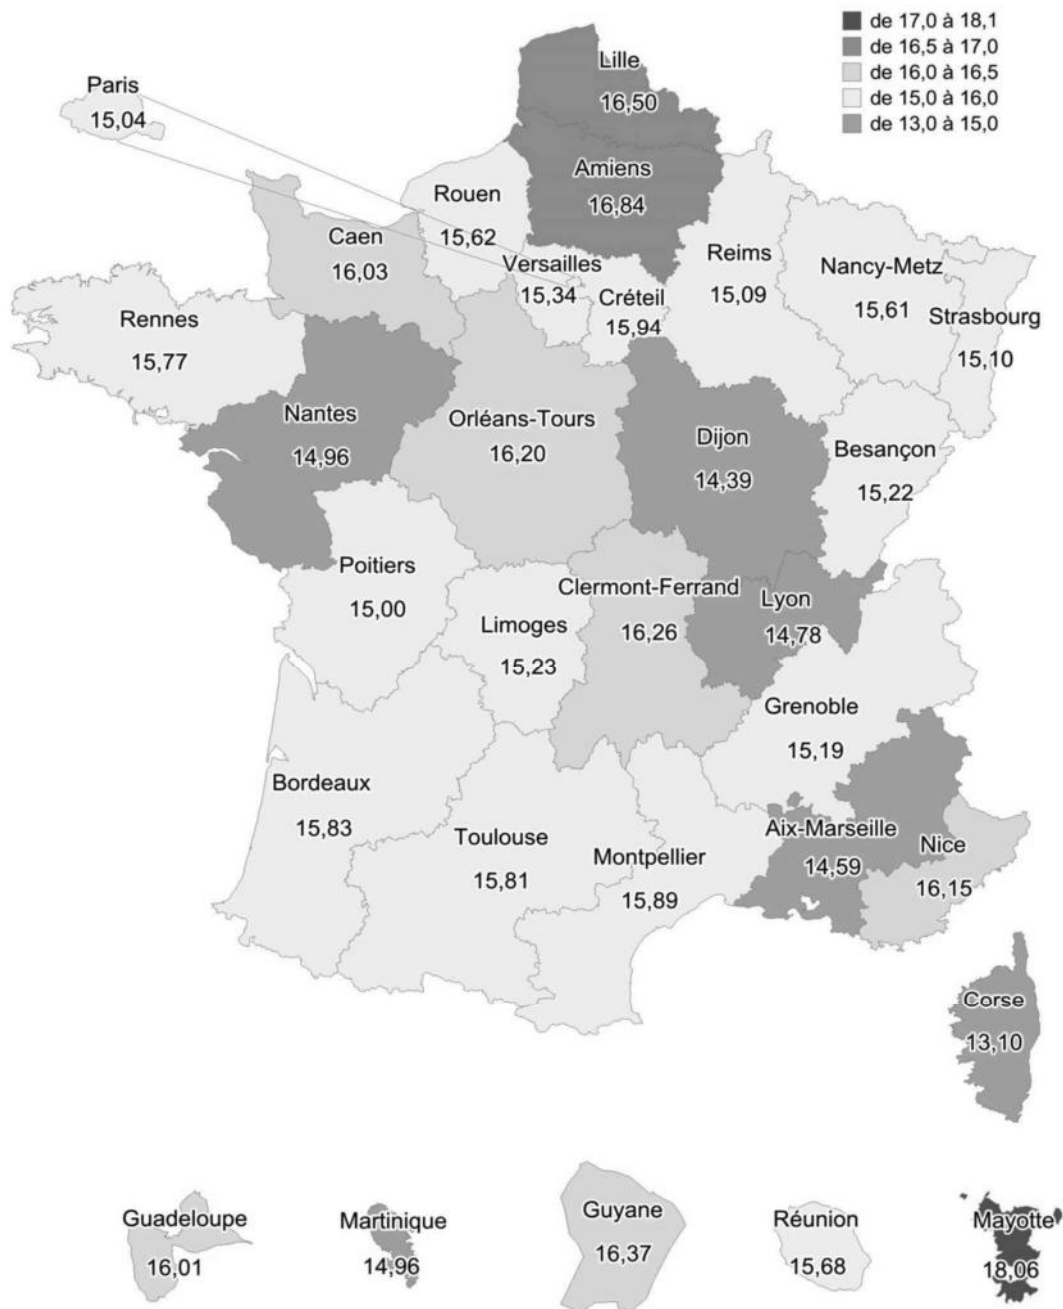 de 17,0 à 18,1
de 16,5 à 17,0
de 16,0 à 16,5
de 15,0 à 16,0
de 13,0 à 15,0
Lille
16,50
Paris
15,04
Amiens
16,84
Rouen
15,62
Caen
16,03
Versailles
15,34
Créteil
15,94
Reims
15,09
Nancy-Metz
15,61
Strasbourg
15,10
Rennes
15,77
Nantes
14,96
Orléans-Tours
16,20
Dijon
14,39
Besançon
15,22
Poitiers
15,00
Limoges
15,23
Clermont-Ferrand
16,26
Lyon
14,78
Grenoble
15,19
Bordeaux
15,83
Toulouse
15,81
Montpellier
15,89
Aix-Marseille
14,59
Nice
16,15
Corse
13,10
Guadeloupe
16,01
Martinique
14,96
Guyane
16,37
Réunion
15,68
Mayotte
18,06